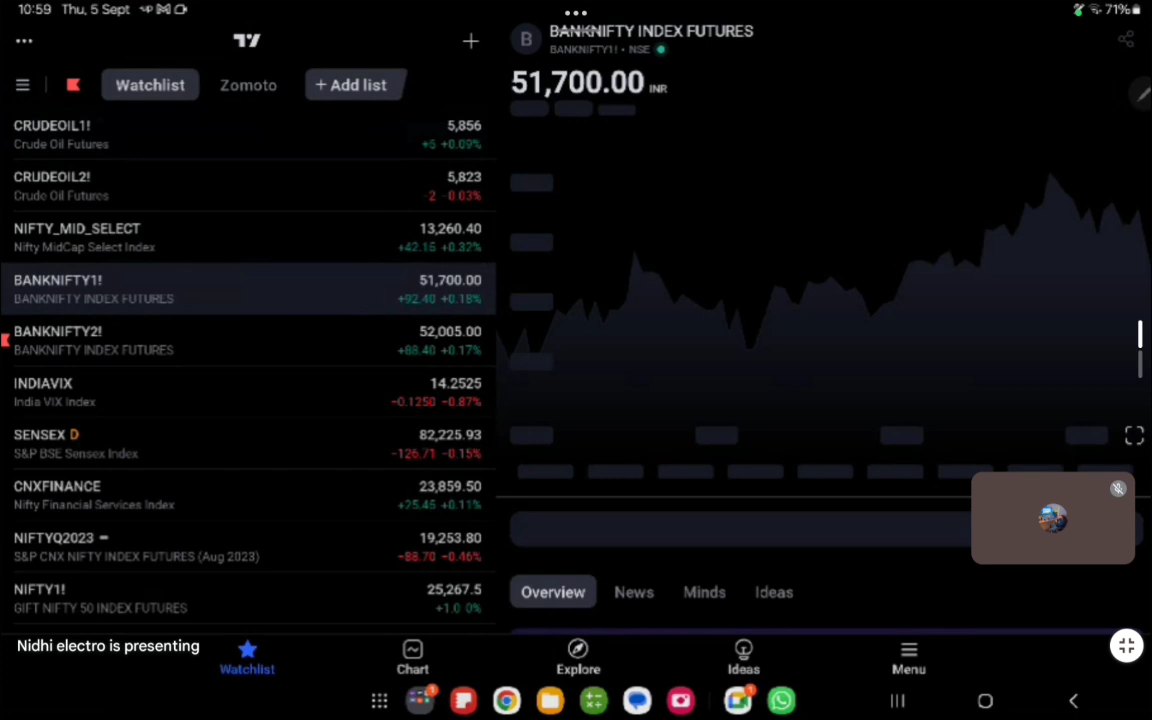 10:59 Thu, 5 Sept
71%
Watchlist
Zomoto
+ Add list
CRUDEOIL1! 5,856
Crude Oil Futures +5 +0.09%
CRUDEOIL2! 5,823
Crude Oil Futures -2 -0.03%
NIFTY_MID_SELECT 13,260.40
Nifty MidCap Select Index +42.15 +0.32%
BANKNIFTY1! 51,700.00
BANKNIFTY INDEX FUTURES +92.40 +0.18%
BANKNIFTY2! 52,005.00
BANKNIFTY INDEX FUTURES +88.40 +0.17%
INDIAVIX 14.2525
India VIX Index -0.1250 -0.87%
SENSEX D 82,225.93
S&P BSE Sensex Index -126.71 -0.15%
CNXFINANCE 23,859.50
Nifty Financial Services Index +25.45 +0.11%
NIFTYQ2023 19,253.80
S&P CNX NIFTY INDEX FUTURES (Aug 2023) -88.70 -0.46%
NIFTY1! 25,267.5
GIFT NIFTY 50 INDEX FUTURES +1.0 0%
B
BANKNIFTY INDEX FUTURES
BANKNIFTY1! • NSE
51,700.00 INR
Overview
News
Minds
Ideas
Nidhi electro is presenting
Watchlist
Chart
Explore
Ideas
Menu
1
1